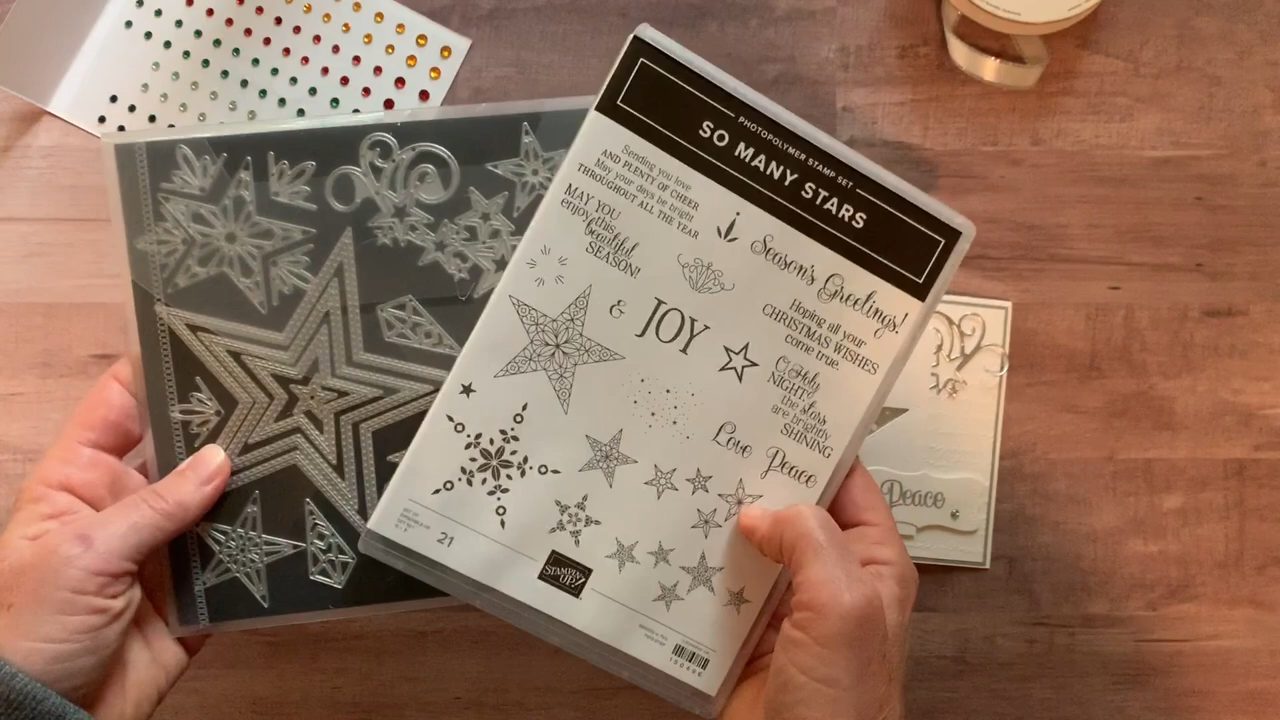 PHOTOPOLYMER STAMP SET
SO MANY STARS
Sending you love
AND PLENTY OF CHEER
May your days be bright
THROUGHOUT ALL THE YEAR
MAY YOU
enjoy this
beautiful
SEASON!
Season's Greetings!
Hoping all your
CHRISTMAS WISHES
come true.
& JOY
O, Holy
NIGHT,
the stars
are brightly
SHINING
Love Peace
21
STAMPIN'
UP!
150496
Peace